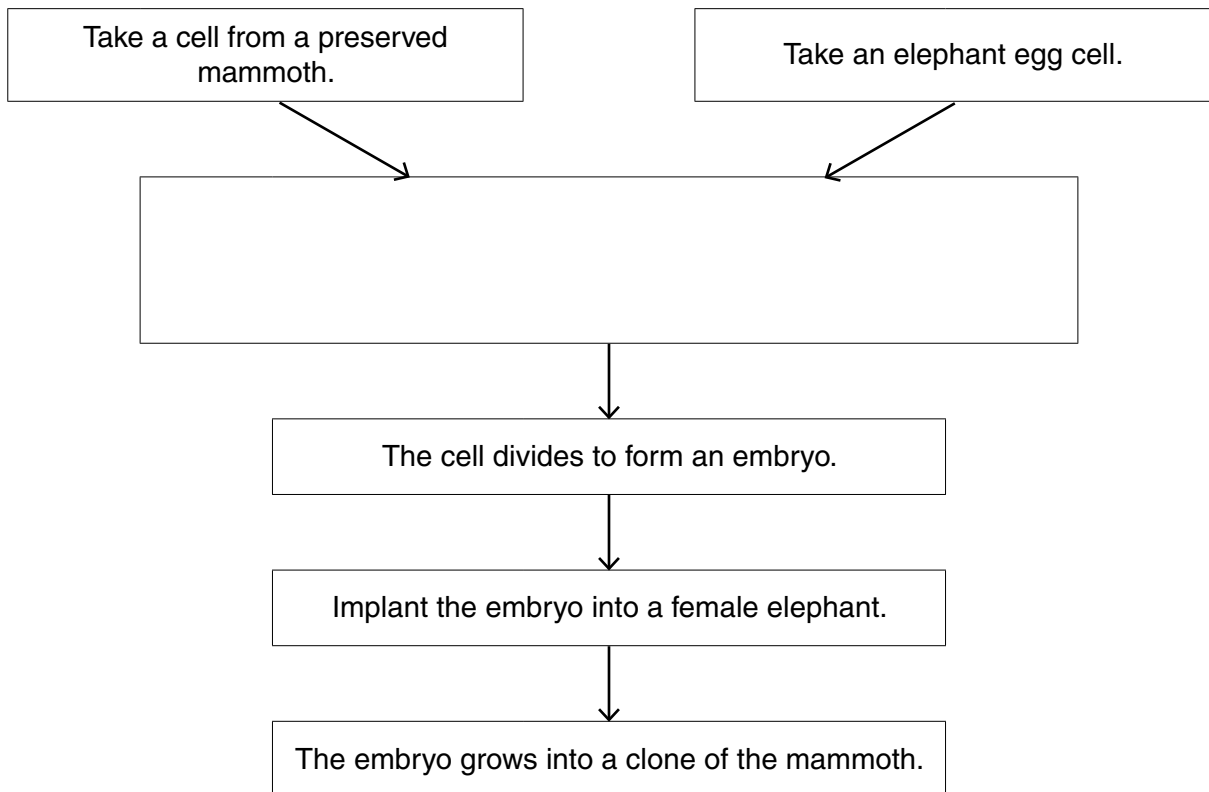 Take a cell from a preserved
mammoth.
Take an elephant egg cell.
The cell divides to form an embryo.
Implant the embryo into a female elephant.
The embryo grows into a clone of the mammoth.